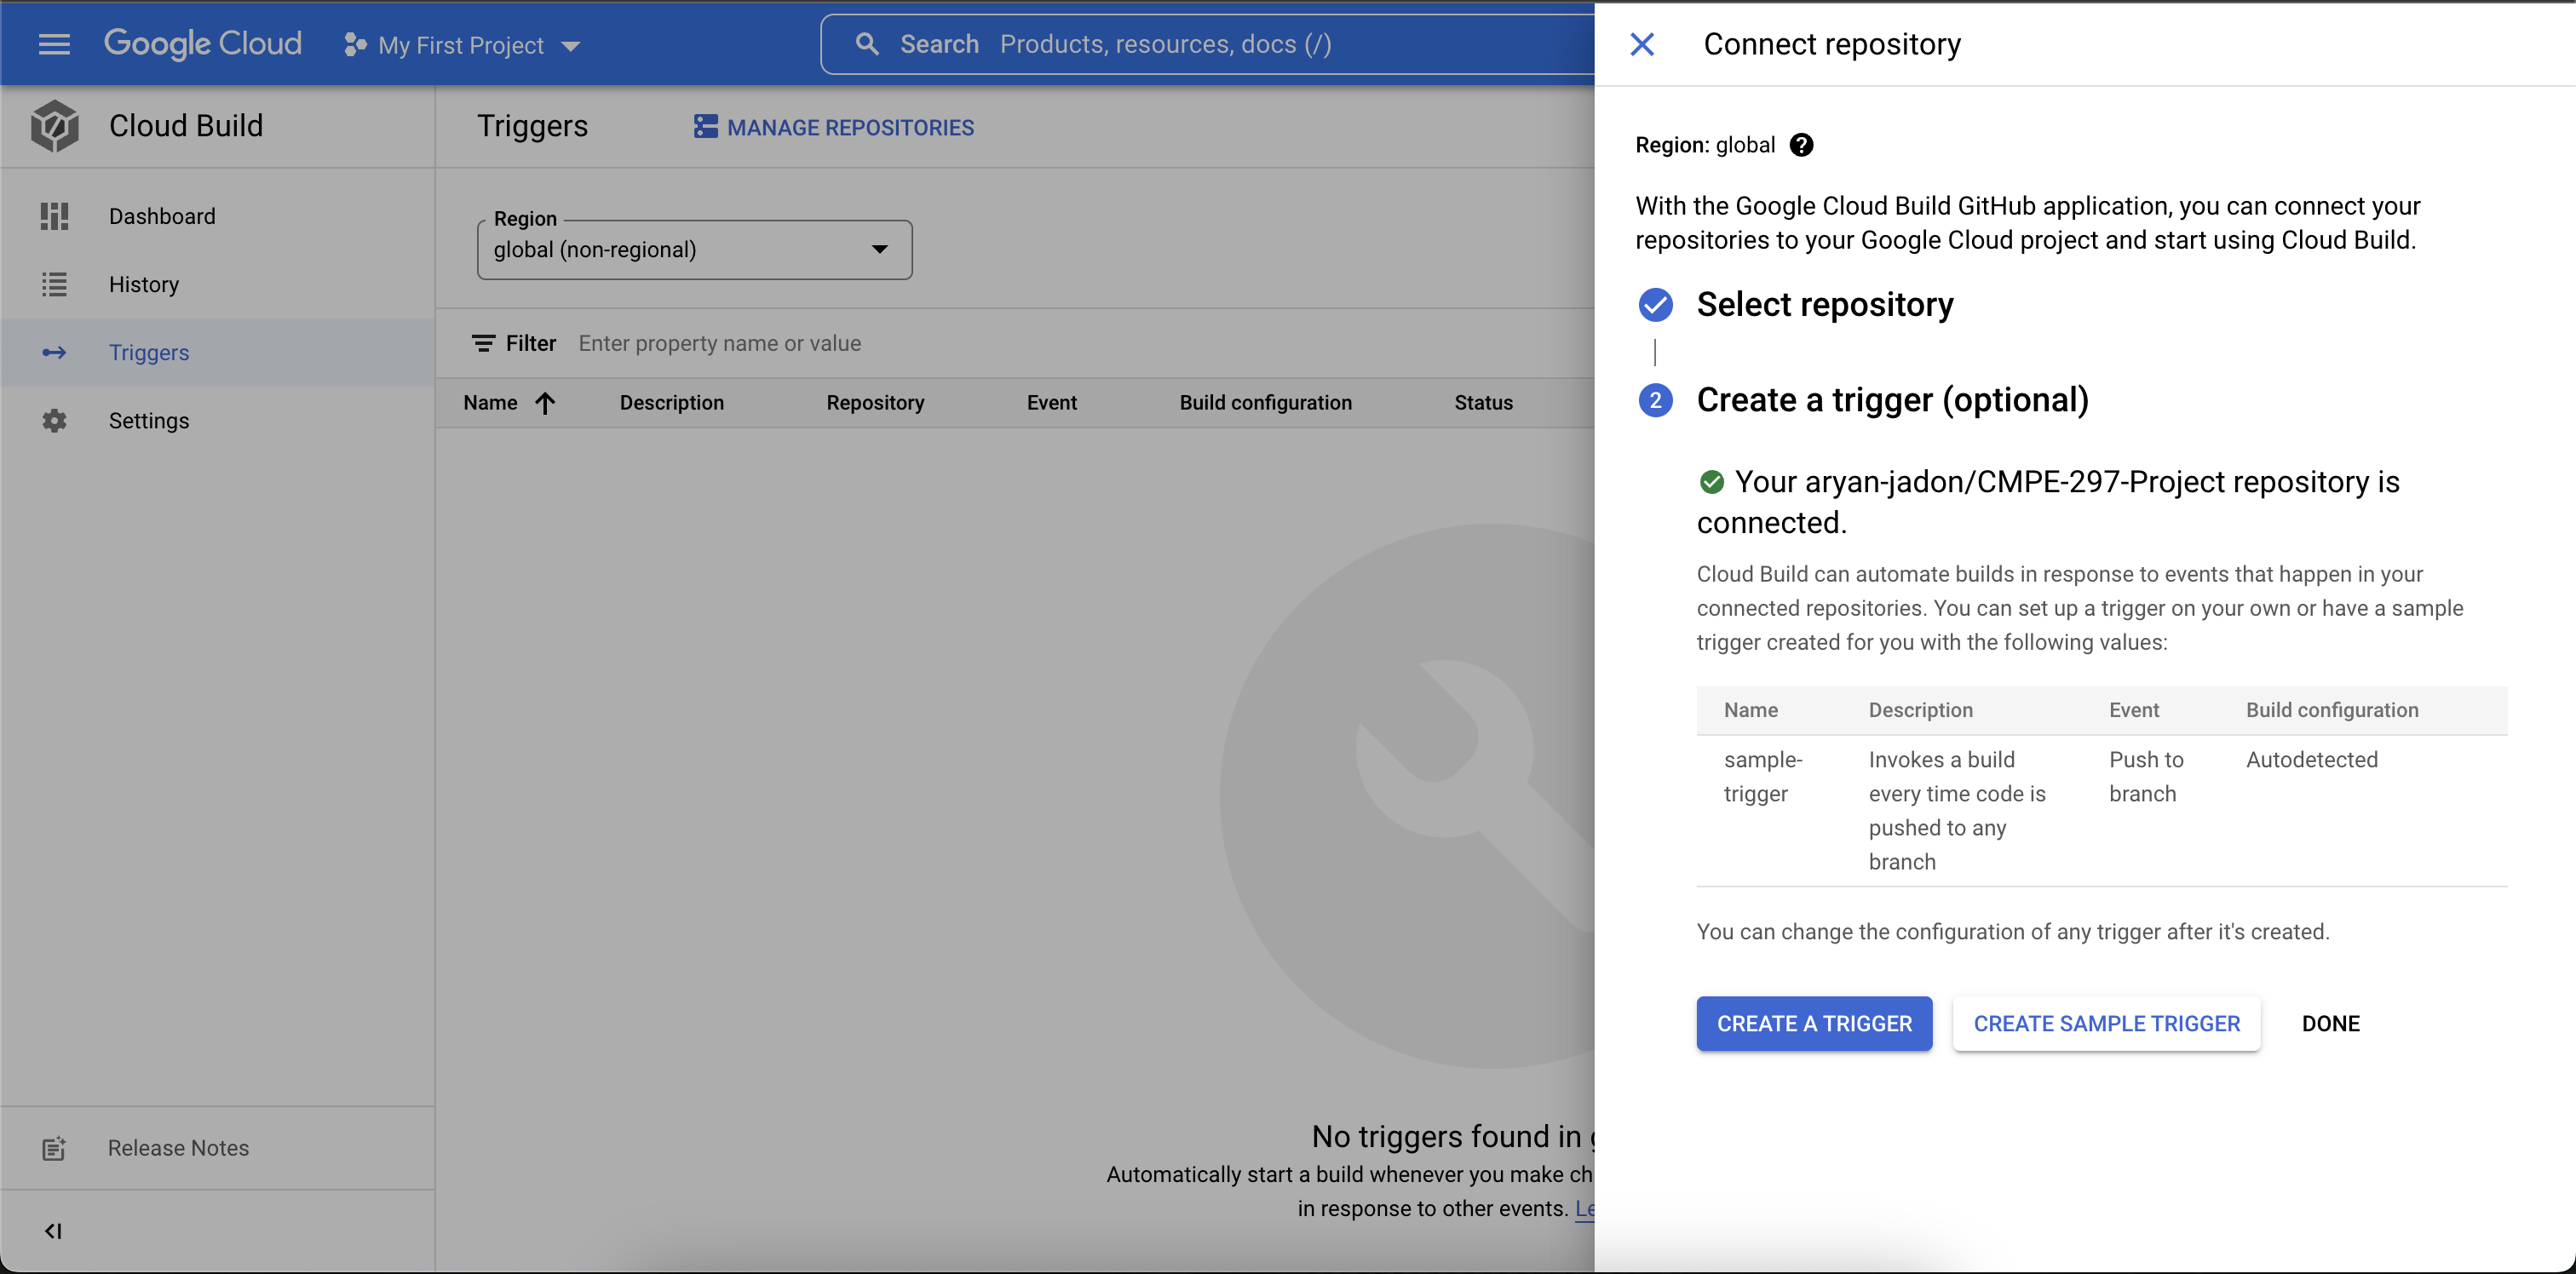 Google Cloud
My First Project
Search Products, resources, docs (/)
Cloud Build
Dashboard
History
Triggers
Settings
Release Notes
Triggers
MANAGE REPOSITORIES
Region
global (non-regional)
Filter Enter property name or value
Name Description Repository Event Build configuration Status
No triggers found in
Automatically start a build whenever you make
in response to other events.
Connect repository
Region: global
With the Google Cloud Build GitHub application, you can connect your
repositories to your Google Cloud project and start using Cloud Build.
Select repository
2 Create a trigger (optional)
Your aryan-jadon/CMPE-297-Project repository is
connected.
Cloud Build can automate builds in response to events that happen in your
connected repositories. You can set up a trigger on your own or have a sample
trigger created for you with the following values:
Name Description Event Build configuration
sample- Invokes a build Push to Autodetected
trigger every time code is branch
pushed to any
branch
You can change the configuration of any trigger after it's created.
CREATE A TRIGGER CREATE SAMPLE TRIGGER DONE